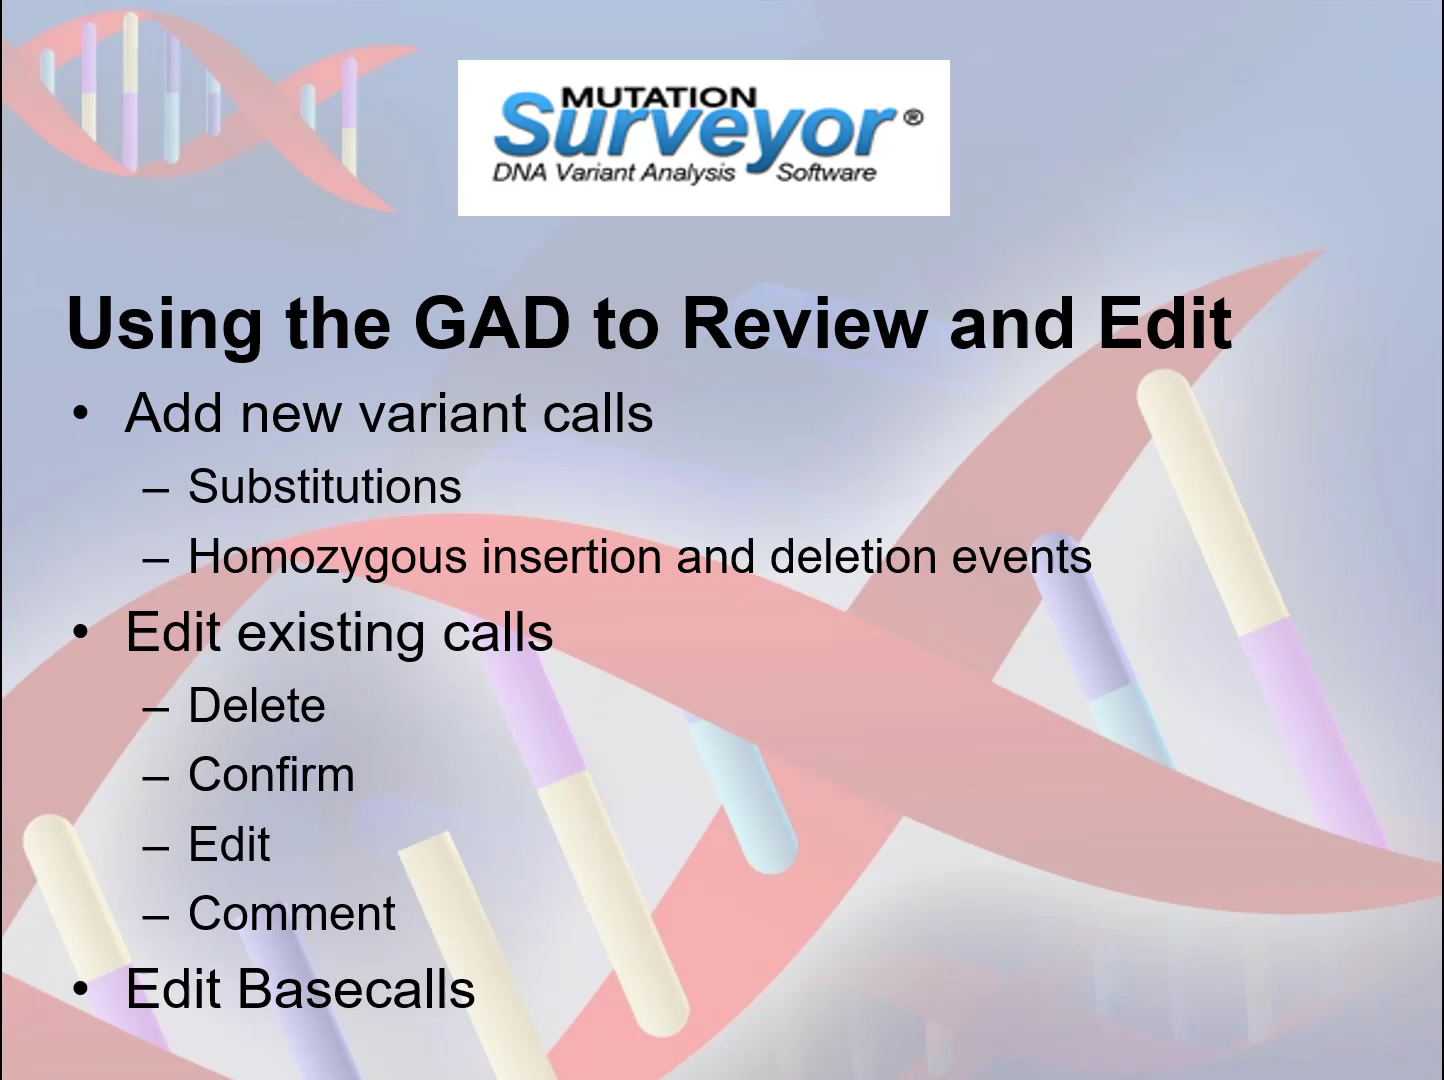 MUTATION
Surveyor ®
DNA Variant Analysis Software
Using the GAD to Review and Edit
• Add new variant calls
– Substitutions
– Homozygous insertion and deletion events
• Edit existing calls
– Delete
– Confirm
– Edit
– Comment
• Edit Basecalls